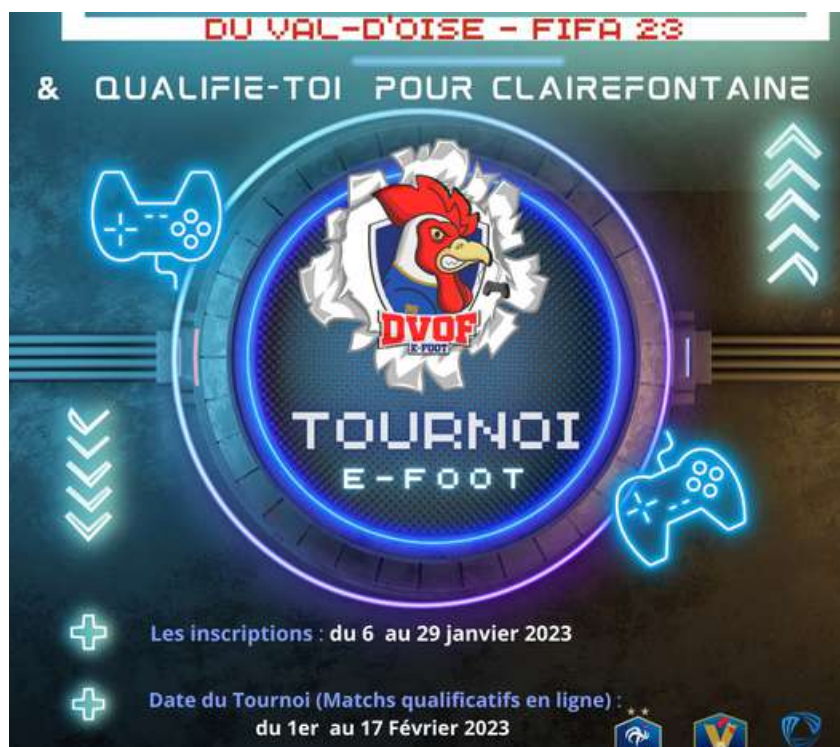 DU VAL-D'OISE - FIFA 23
& QUALIFIE-TOI POUR CLAIREFONTAINE
DVOF
E-FOOT
TOURNOI
E-FOOT
Les inscriptions : du 6 au 29 janvier 2023
Date du Tournoi (Matchs qualificatifs en ligne) :
du 1er au 17 Février 2023